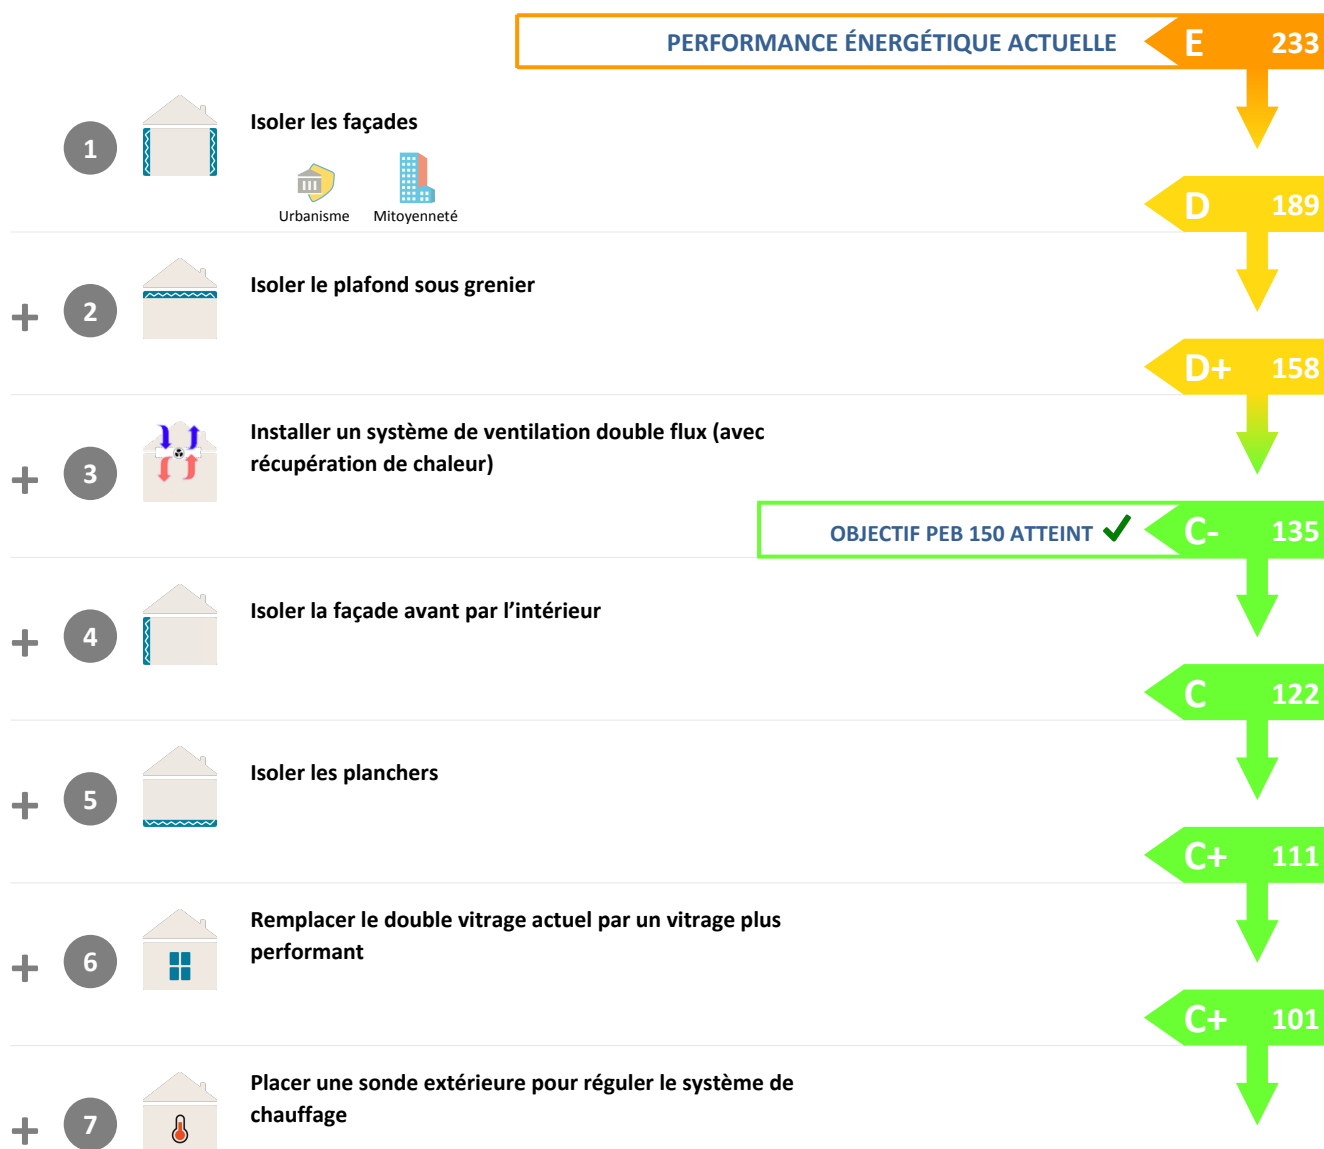 PERFORMANCE ÉNERGÉTIQUE ACTUELLE E 233
1 Isoler les façades
Urbanisme Mitoyenneté
D 189
+ 2 Isoler le plafond sous grenier
D+ 158
+ 3 Installer un système de ventilation double flux (avec
récupération de chaleur)
OBJECTIF PEB 150 ATTEINT C- 135
+ 4 Isoler la façade avant par l’intérieur
C 122
+ 5 Isoler les planchers
C+ 111
+ 6 Remplacer le double vitrage actuel par un vitrage plus
performant
C+ 101
+ 7 Placer une sonde extérieure pour réguler le système de
chauffage